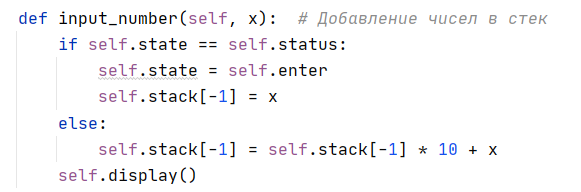 def input_number(self, x):  # Добавление чисел в стек
    if self.state == self.status:
        self.state = self.enter
        self.stack[-1] = x
    else:
        self.stack[-1] = self.stack[-1] * 10 + x
    self.display()